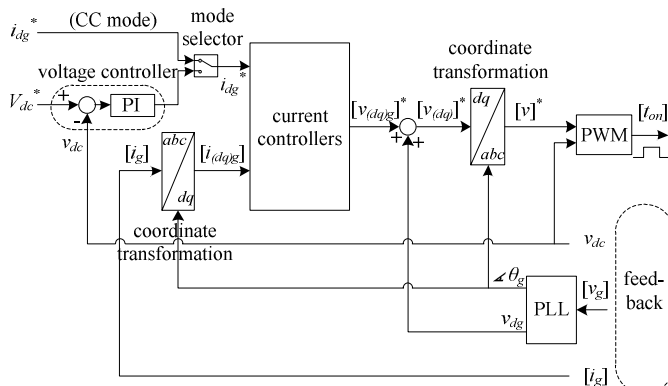 i_dg* (CC mode)
mode
selector
voltage controller
V_dc* + - PI
v_dc
i_dg*
current
controllers
[i_g]
abc
dq
[i_(dq)g]
coordinate
transformation
[v_(dq)g]* + + [v_(dq)]*
coordinate
transformation
dq
abc
[v]*
PWM
[t_on]
v_dc
feed-
back
∡θ_g
v_dg
PLL
[v_g]
[i_g]